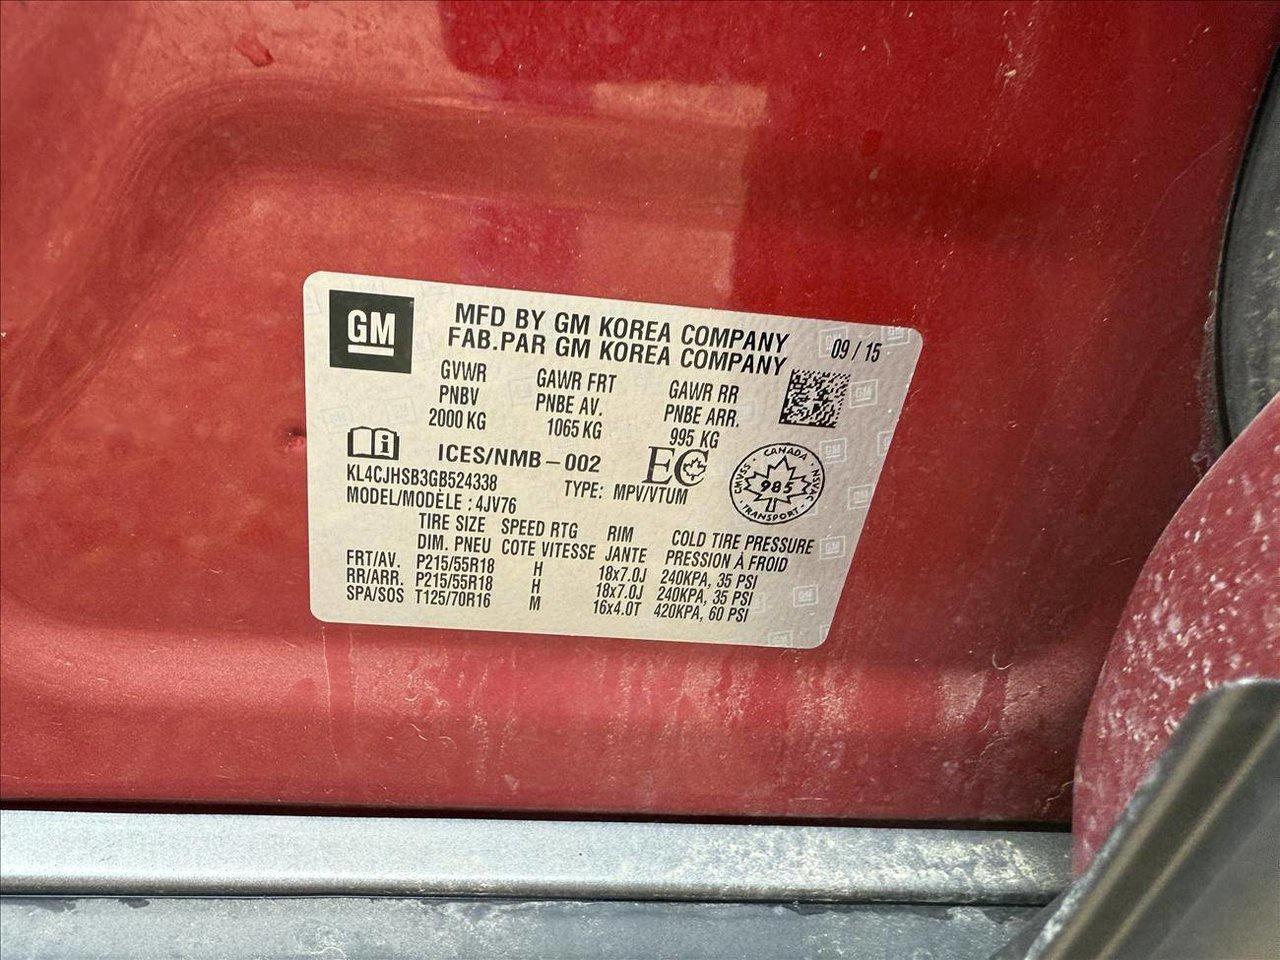 GM
MFD BY GM KOREA COMPANY
FAB.PAR GM KOREA COMPANY
09 / 15
GVWR GAWR FRT GAWR RR
PNBV PNBE AV. PNBE ARR.
2000 KG 1065 KG 995 KG
ICES/NMB-002 EC
KL4CJHSB3GB524338 TYPE: MPV/VTUM
MODEL/MODÈLE : 4JV76
CANADA
CMVSS 985 NSVAC
TRANSPORT
TIRE SIZE SPEED RTG RIM COLD TIRE PRESSURE
DIM. PNEU COTE VITESSE JANTE PRESSION À FROID
FRT/AV. P215/55R18 H 18x7.0J 240KPA, 35 PSI
RR/ARR. P215/55R18 H 18x7.0J 240KPA, 35 PSI
SPA/SOS T125/70R16 M 16x4.0T 420KPA, 60 PSI